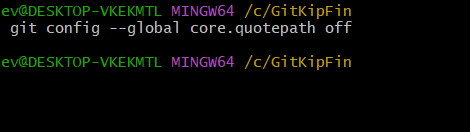 ev@DESKTOP-VKEKMTL MINGW64 /c/GitKipFin
git config --global core.quotepath off
ev@DESKTOP-VKEKMTL MINGW64 /c/GitKipFin